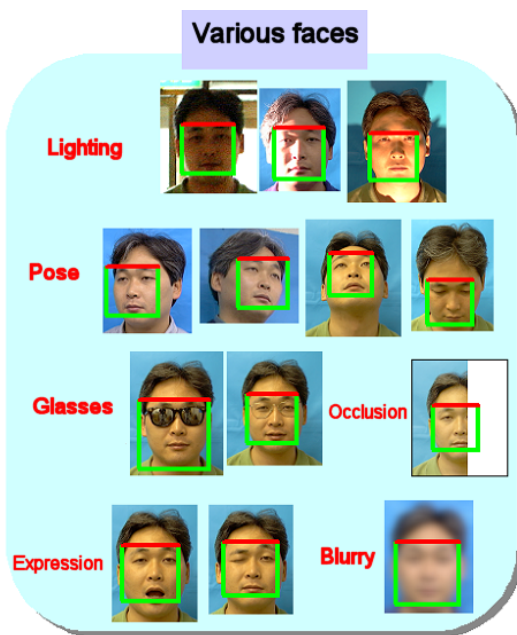 Various faces
Lighting
Pose
Glasses
Occlusion
Expression
Blurry